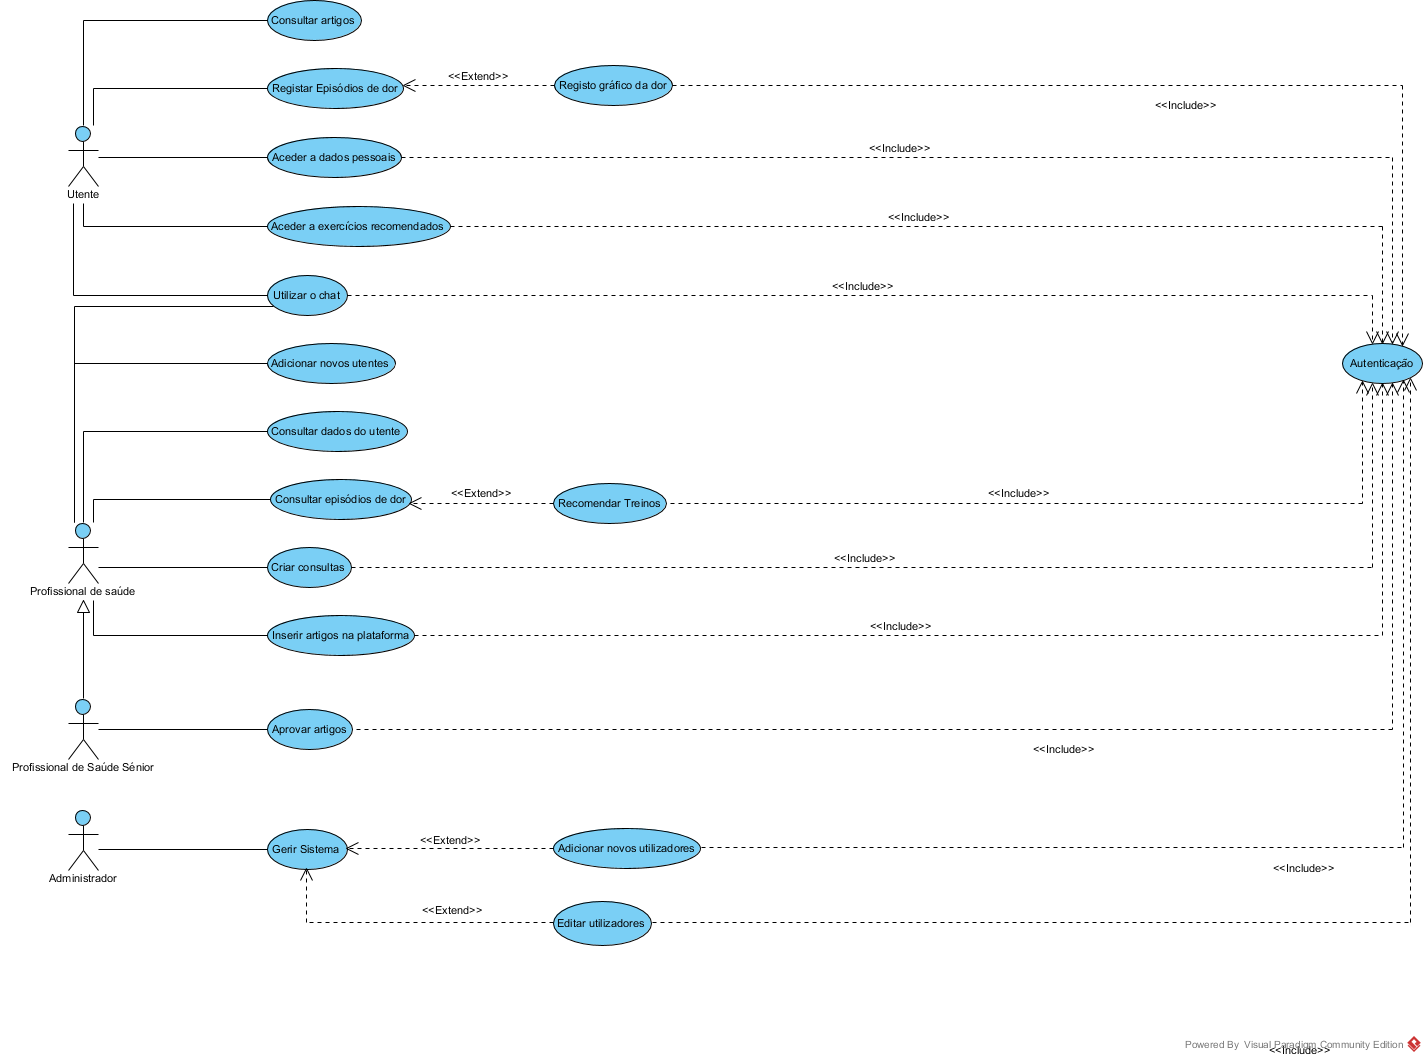 Consultar artigos
<<Extend>>
Registar Episódios de dor
Registo gráfico da dor
<<Include>>
<<Include>>
Aceder a dados pessoais
Utente
<<Include>>
Aceder a exercícios recomendados
<<Include>>
Utilizar o chat
Adicionar novos utentes
Autenticação
Consultar dados do utente
<<Extend>>
<<Include>>
Consultar episódios de dor
Recomendar Treinos
<<Include>>
Criar consultas
Profissional de saúde
<<Include>>
Inserir artigos na plataforma
Aprovar artigos
<<Include>>
Profissional de Saúde Sénior
<<Extend>>
Gerir Sistema
Adicionar novos utilizadores
<<Include>>
Administrador
<<Extend>>
Editar utilizadores
Powered By Visual Paradigm Community Edition
<<Include>>